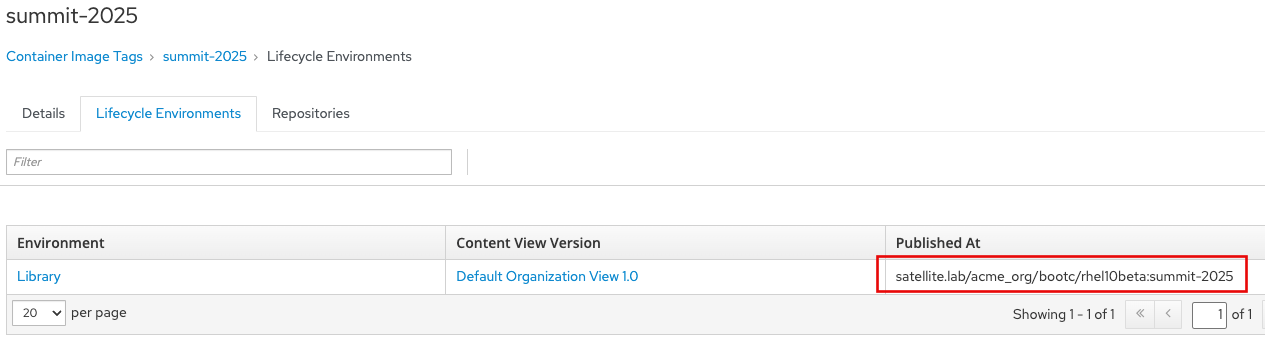 summit-2025
Container Image Tags › summit-2025 › Lifecycle Environments
Details Lifecycle Environments Repositories
Filter
Environment Content View Version Published At
Library Default Organization View 1.0 satellite.lab/acme_org/bootc/rhel10beta:summit-2025
20 per page Showing 1 - 1 of 1 « ‹ 1 of 1